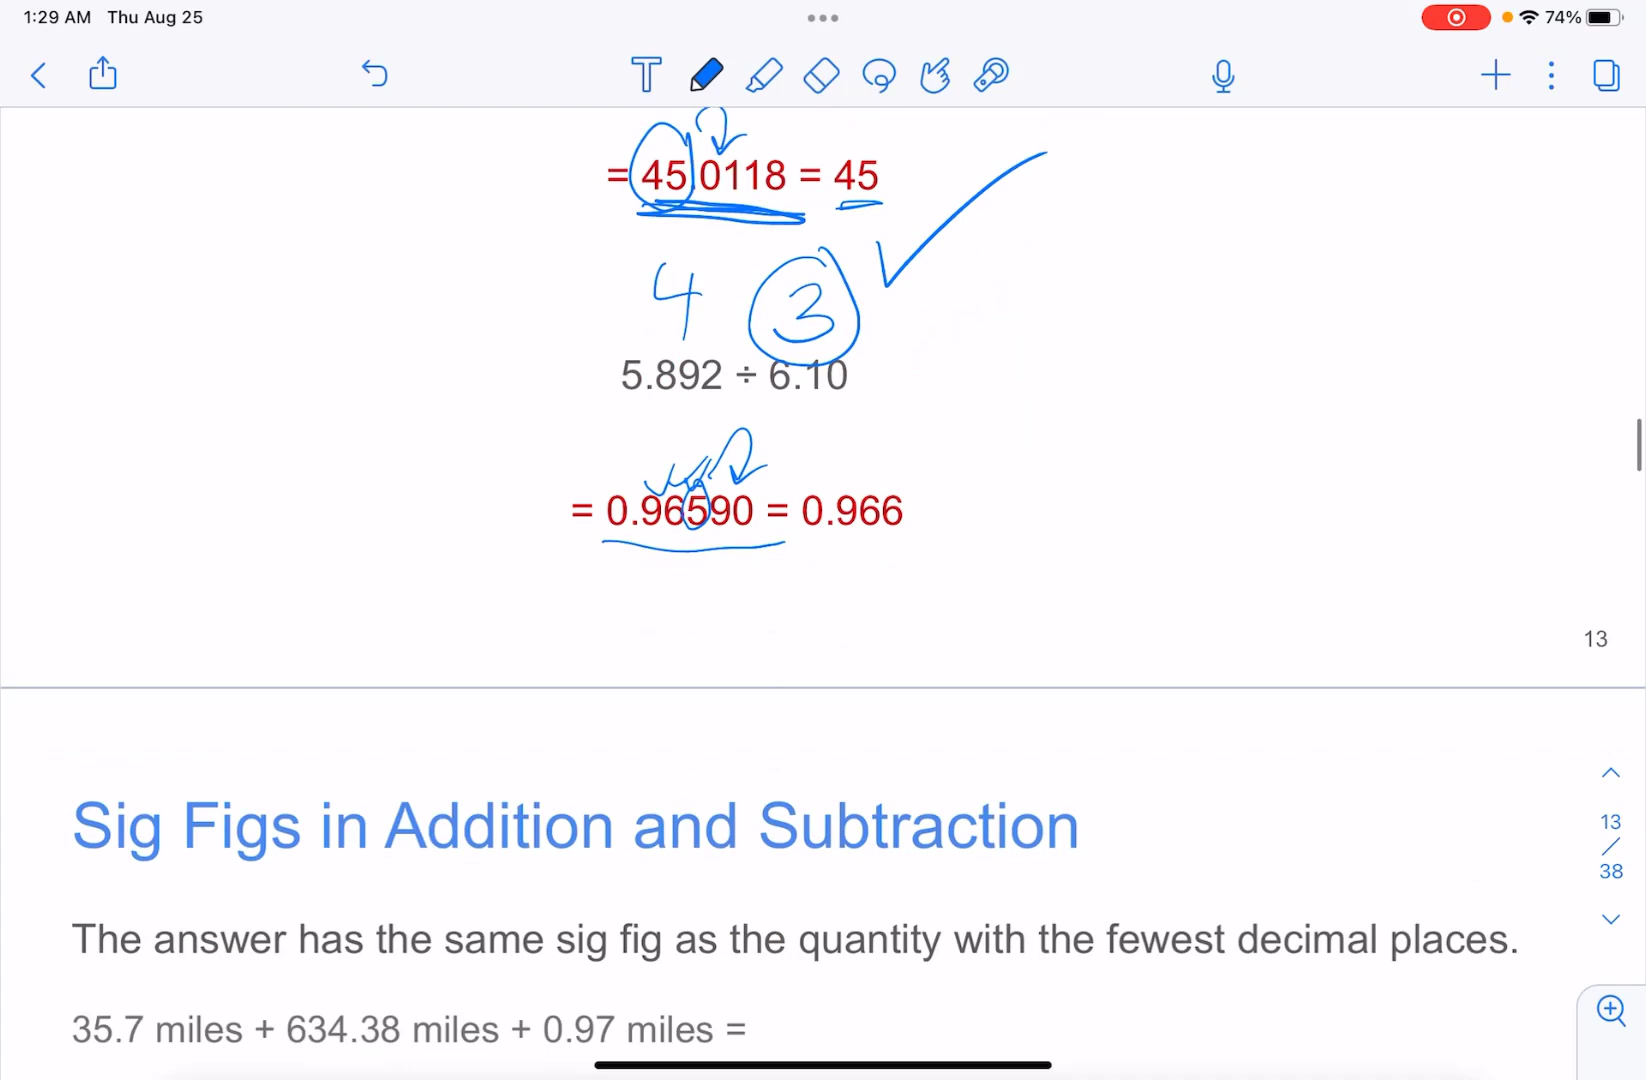 1:29 AM Thu Aug 25
74%
= 45.0118 = 45
4 3
5.892 ÷ 6.10
= 0.96590 = 0.966
13
Sig Figs in Addition and Subtraction
13
/
38
The answer has the same sig fig as the quantity with the fewest decimal places.
35.7 miles + 634.38 miles + 0.97 miles =